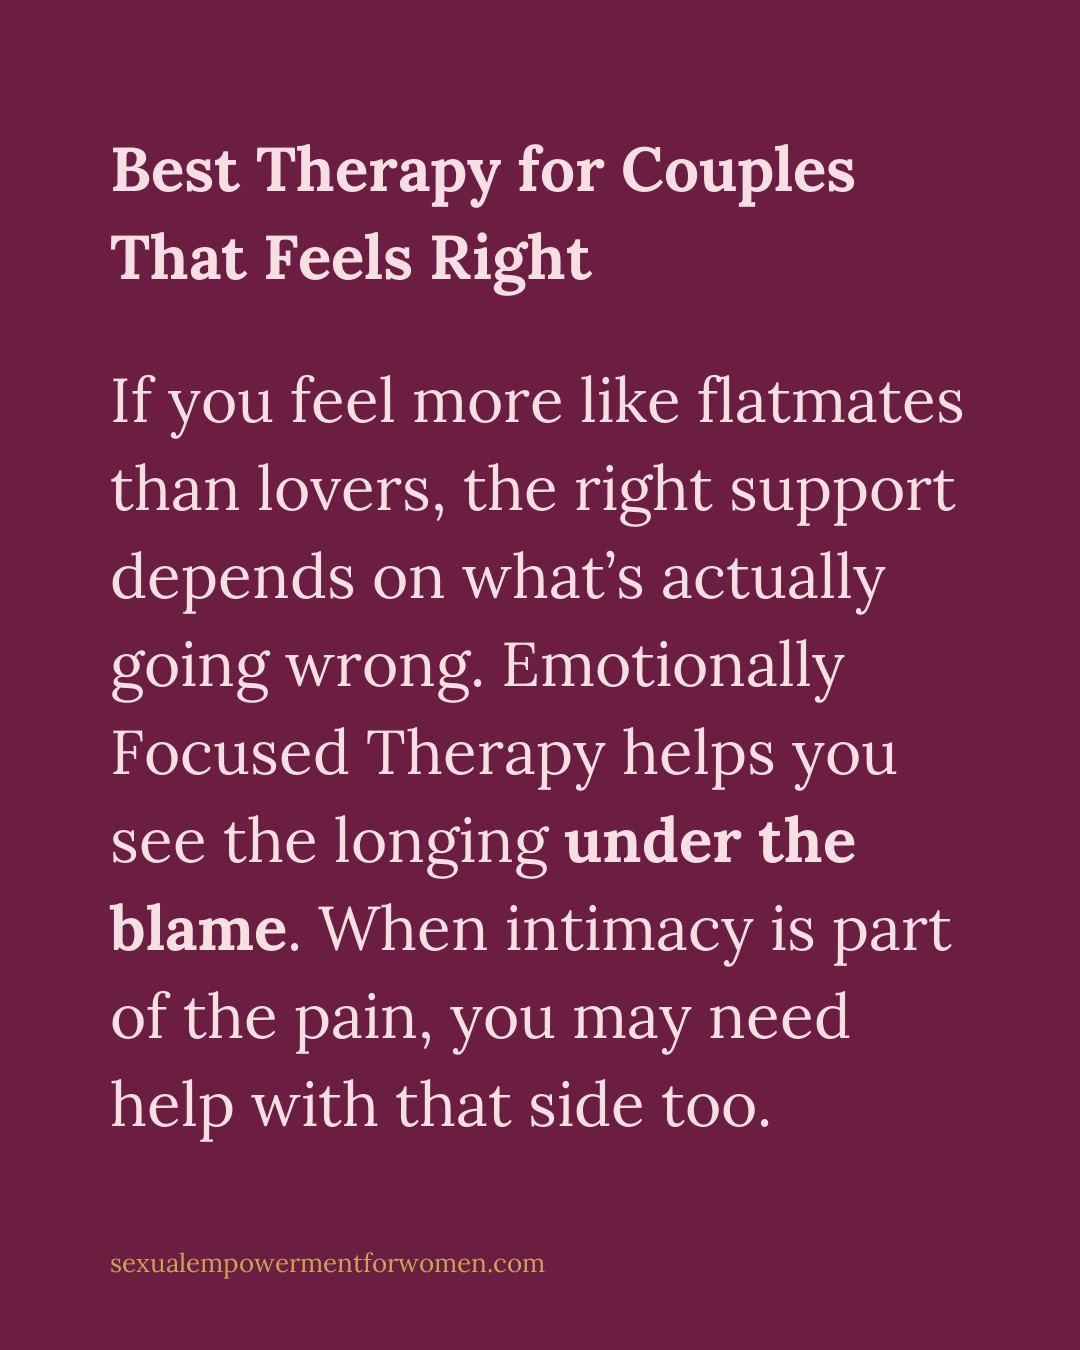 Best Therapy for Couples
That Feels Right
If you feel more like flatmates
than lovers, the right support
depends on what’s actually
going wrong. Emotionally
Focused Therapy helps you
see the longing under the
blame. When intimacy is part
of the pain, you may need
help with that side too.
sexualempowermentforwomen.com